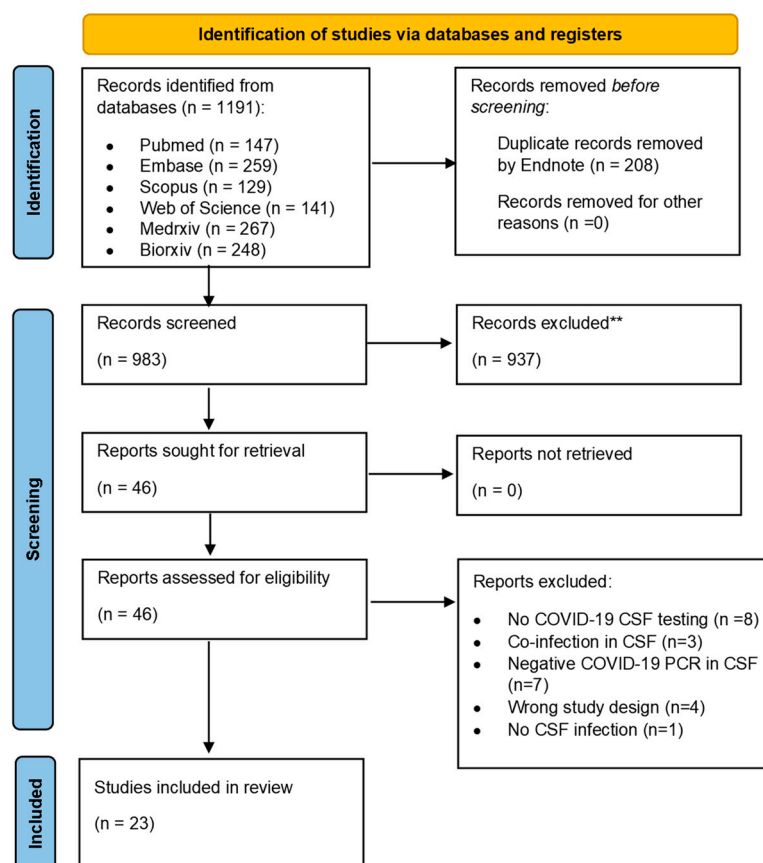 Identification of studies via databases and registers
Identification
Records identified from
databases (n = 1191):
● Pubmed (n = 147)
● Embase (n = 259)
● Scopus (n = 129)
● Web of Science (n = 141)
● Medrxiv (n = 267)
● Biorxiv (n = 248)
Records removed before
screening:
Duplicate records removed
by Endnote (n = 208)
Records removed for other
reasons (n =0)
Screening
Records screened
(n = 983)
Records excluded**
(n = 937)
Reports sought for retrieval
(n = 46)
Reports not retrieved
(n = 0)
Reports assessed for eligibility
(n = 46)
Reports excluded:
● No COVID-19 CSF testing (n =8)
● Co-infection in CSF (n=3)
● Negative COVID-19 PCR in CSF
(n=7)
● Wrong study design (n=4)
● No CSF infection (n=1)
Included
Studies included in review
(n = 23)